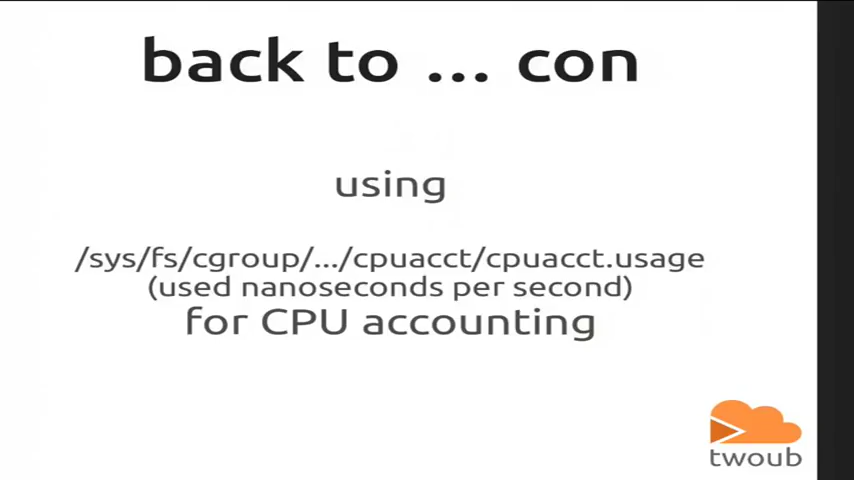 back to ... con
using
/sys/fs/cgroup/.../cpuacct/cpuacct.usage
(used nanoseconds per second)
for CPU accounting
twoub